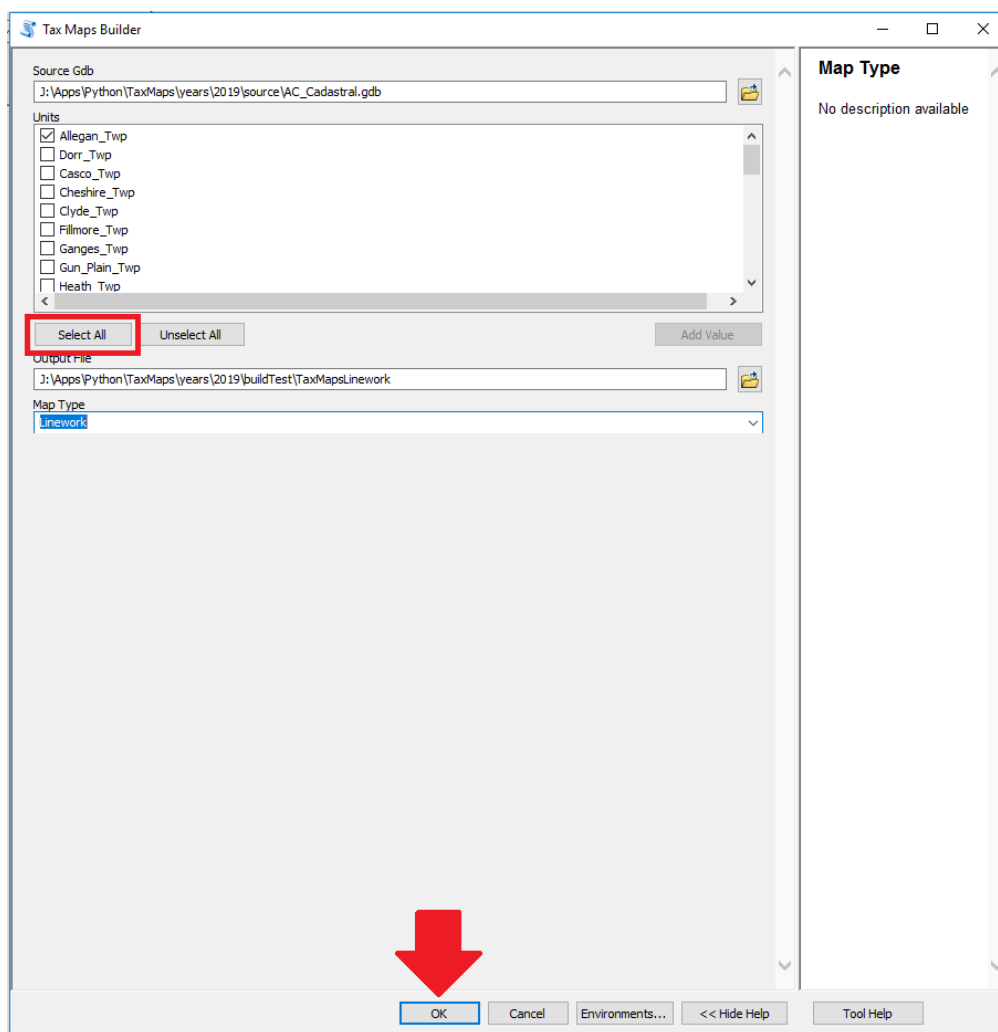 Tax Maps Builder
Source Gdb
J:\Apps\Python\TaxMaps\years\2019\source\AC_Cadastral.gdb
Units
Allegan_Twp
Dorr_Twp
Casco_Twp
Cheshire_Twp
Clyde_Twp
Fillmore_Twp
Ganges_Twp
Gun_Plain_Twp
Heath_Twp
Select All Unselect All Add Value
Output File
J:\Apps\Python\TaxMaps\years\2019\buildTest\TaxMapsLinework
Map Type
Linework
OK Cancel Environments... << Hide Help Tool Help
Map Type
No description available